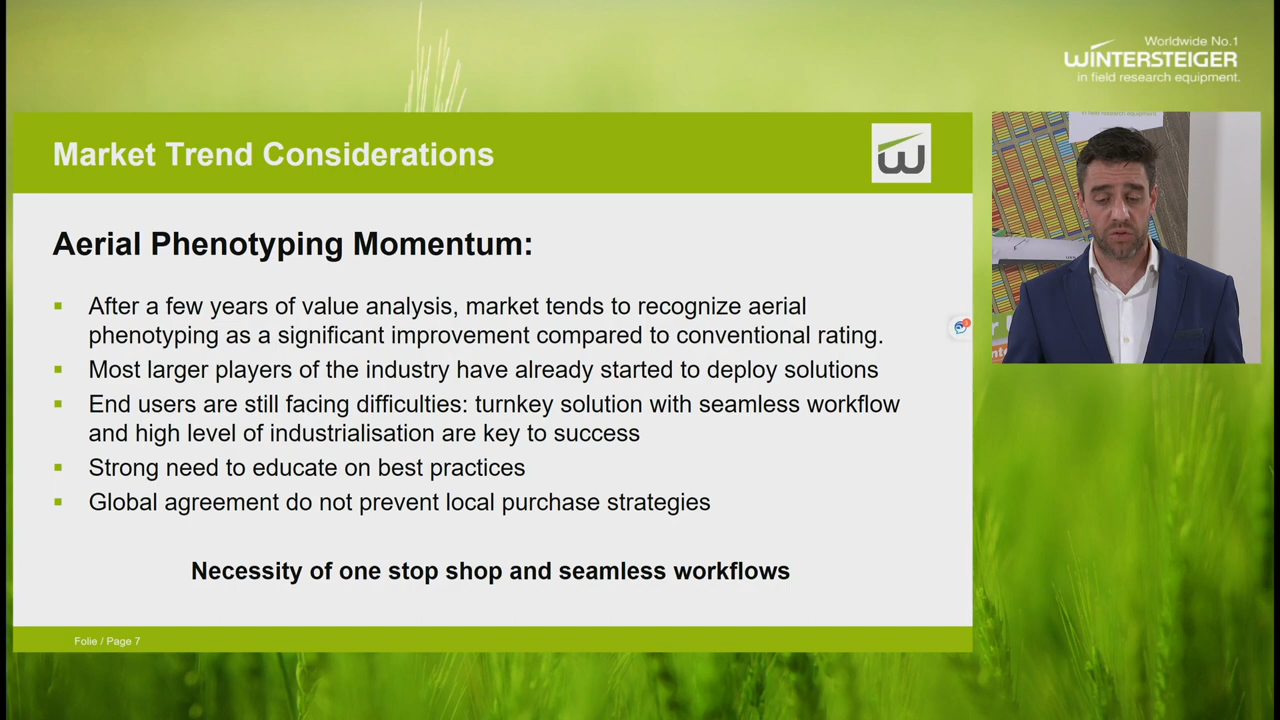 Worldwide No.1
WINTERSTEIGER
in field research equipment.
Market Trend Considerations
Aerial Phenotyping Momentum:
After a few years of value analysis, market tends to recognize aerial
phenotyping as a significant improvement compared to conventional rating.
Most larger players of the industry have already started to deploy solutions
End users are still facing difficulties: turnkey solution with seamless workflow
and high level of industrialisation are key to success
Strong need to educate on best practices
Global agreement do not prevent local purchase strategies
Necessity of one stop shop and seamless workflows
Folie / Page 7
in field research equipment.